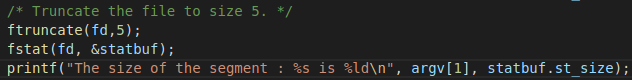 /* Truncate the file to size 5. */
ftruncate(fd,5);
fstat(fd, &statbuf);
printf("The size of the segment : %s is %ld\n", argv[1], statbuf.st_size);